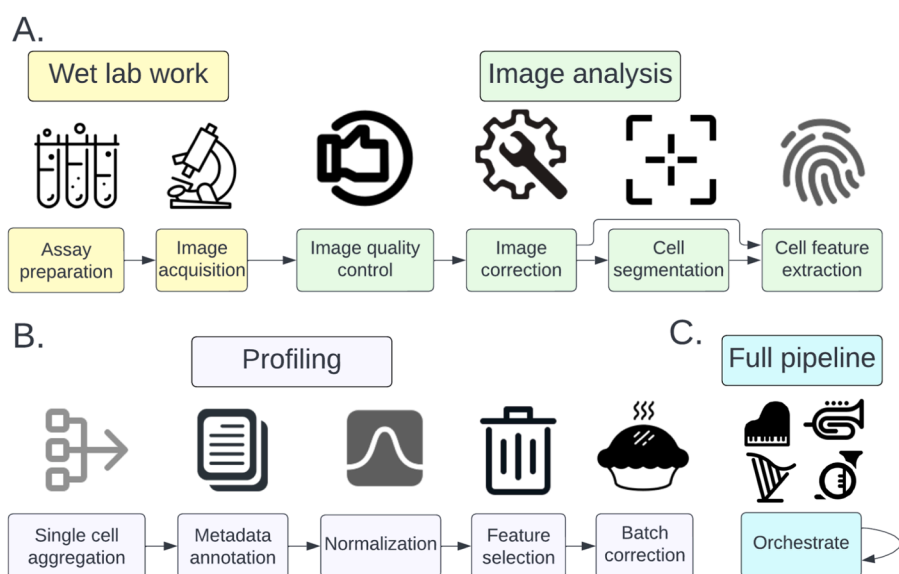 A.
Wet lab work
Image analysis
Assay
preparation
Image
acquisition
Image quality
control
Image
correction
Cell
segmentation
Cell feature
extraction
B.
Profiling
C.
Full pipeline
Single cell
aggregation
Metadata
annotation
Normalization
Feature
selection
Batch
correction
Orchestrate